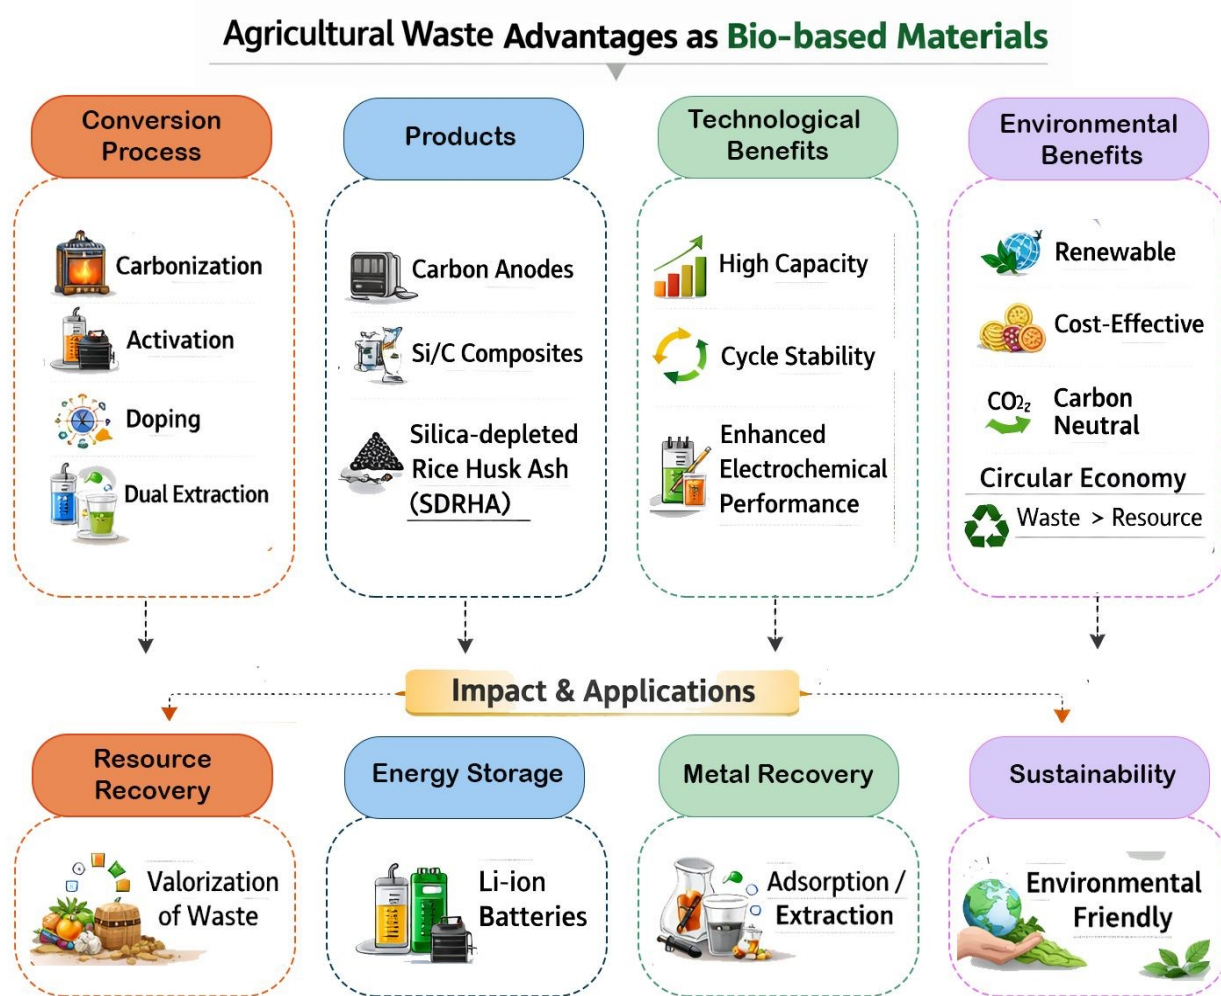 Agricultural Waste Advantages as Bio-based Materials
Conversion
Process
Carbonization
Activation
Doping
Dual Extraction
Products
Carbon Anodes
Si/C Composites
Silica-depleted
Rice Husk Ash
(SDRHA)
Technological
Benefits
High Capacity
Cycle Stability
Enhanced
Electrochemical
Performance
Environmental
Benefits
Renewable
Cost-Effective
CO₂₂
Carbon
Neutral
Circular Economy
Waste > Resource
Impact & Applications
Resource
Recovery
Valorization
of Waste
Energy Storage
Li-ion
Batteries
Metal Recovery
Adsorption /
Extraction
Sustainability
Environmental
Friendly